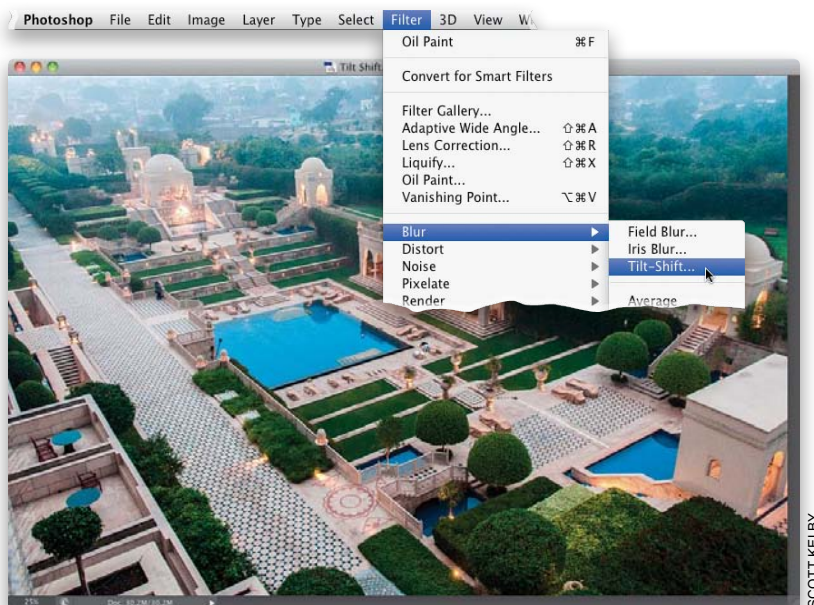 Photoshop File Edit Image Layer Type Select Filter 3D View
Oil Paint ⌘F
Tilt Shift
Convert for Smart Filters
Filter Gallery...
Adaptive Wide Angle... ⇧⌘A
Lens Correction... ⇧⌘R
Liquify... ⇧⌘X
Oil Paint...
Vanishing Point... ⌥⌘V
Blur
Distort
Noise
Pixelate
Render
Field Blur...
Iris Blur...
Tilt-Shift...
Average
25%
SCOTT KELBY